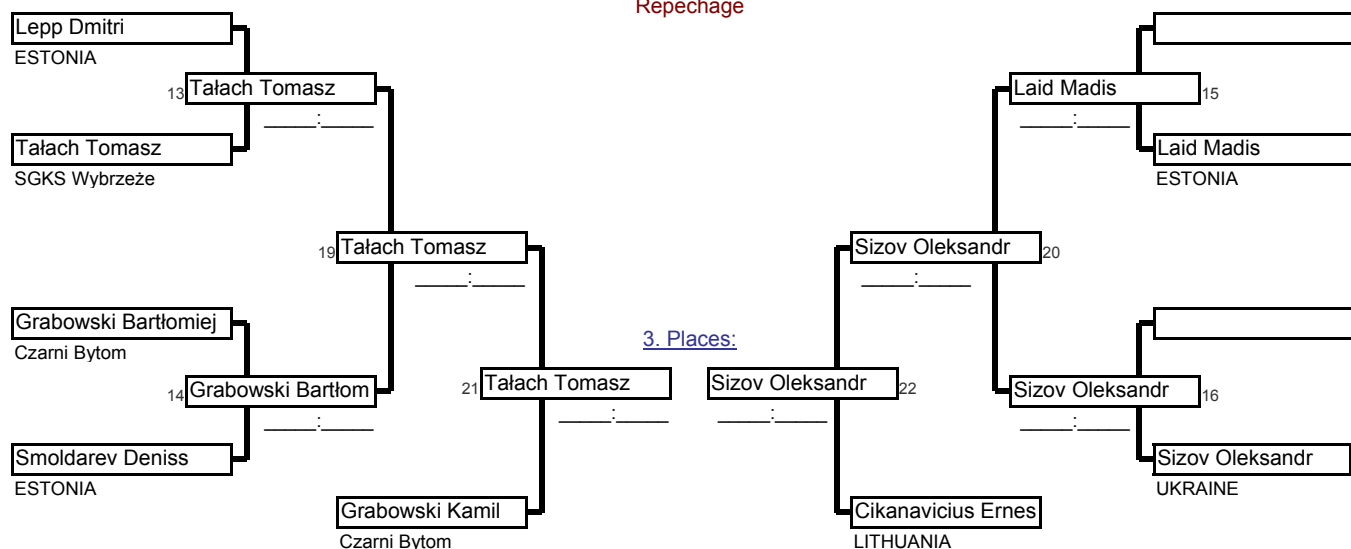 Repechage
Lepp Dmitri
ESTONIA
13 Tałach Tomasz
_____:_____
Tałach Tomasz
SGKS Wybrzeże
19 Tałach Tomasz
_____:_____
Grabowski Bartłomiej
Czarni Bytom
14 Grabowski Bartłom
_____:_____
Smoldarev Deniss
ESTONIA
21 Tałach Tomasz
_____:_____
Grabowski Kamil
Czarni Bytom
3. Places:
Laid Madis 15
_____:_____
Laid Madis
ESTONIA
Sizov Oleksandr 20
_____:_____
Sizov Oleksandr 22
_____:_____
Sizov Oleksandr 16
_____:_____
Sizov Oleksandr
UKRAINE
Cikanavicius Ernes
LITHUANIA